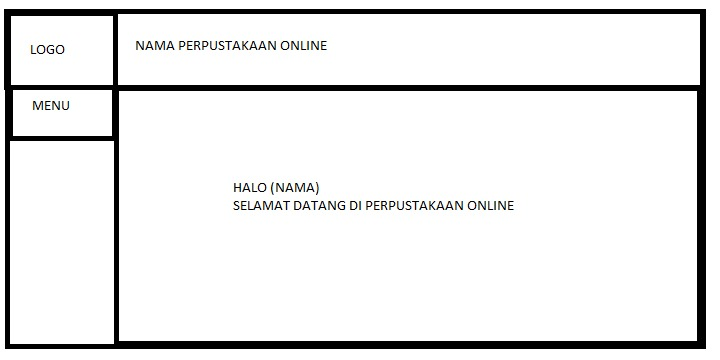 LOGO
NAMA PERPUSTAKAAN ONLINE
MENU
HALO (NAMA)
SELAMAT DATANG DI PERPUSTAKAAN ONLINE